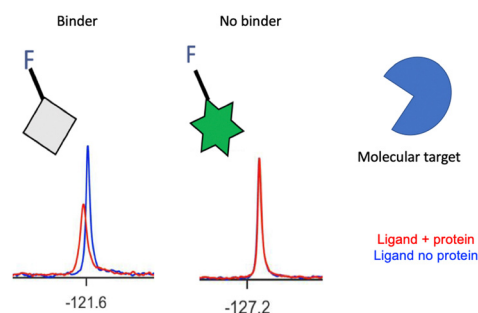 Binder
No binder
F
F
Molecular target
Ligand + protein
Ligand no protein
-121.6
-127.2